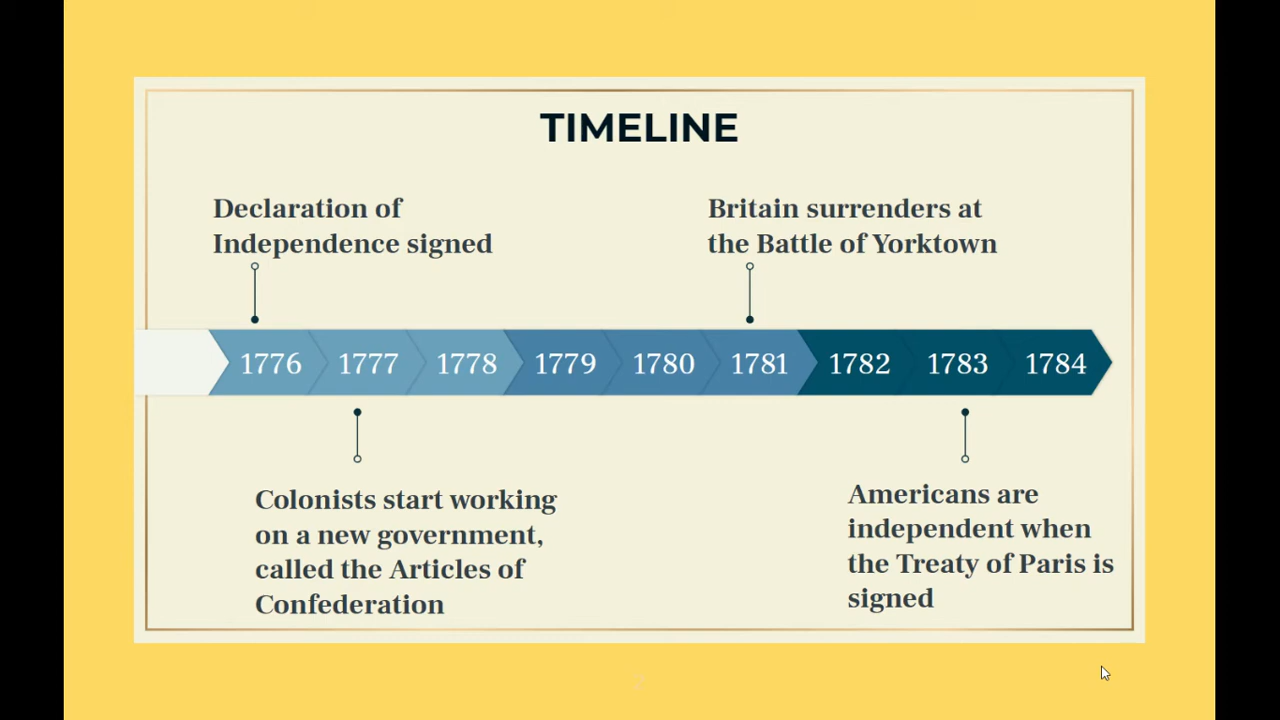 TIMELINE
Declaration of
Independence signed
Britain surrenders at
the Battle of Yorktown
1776 1777 1778 1779 1780 1781 1782 1783 1784
Colonists start working
on a new government,
called the Articles of
Confederation
Americans are
independent when
the Treaty of Paris is
signed
2